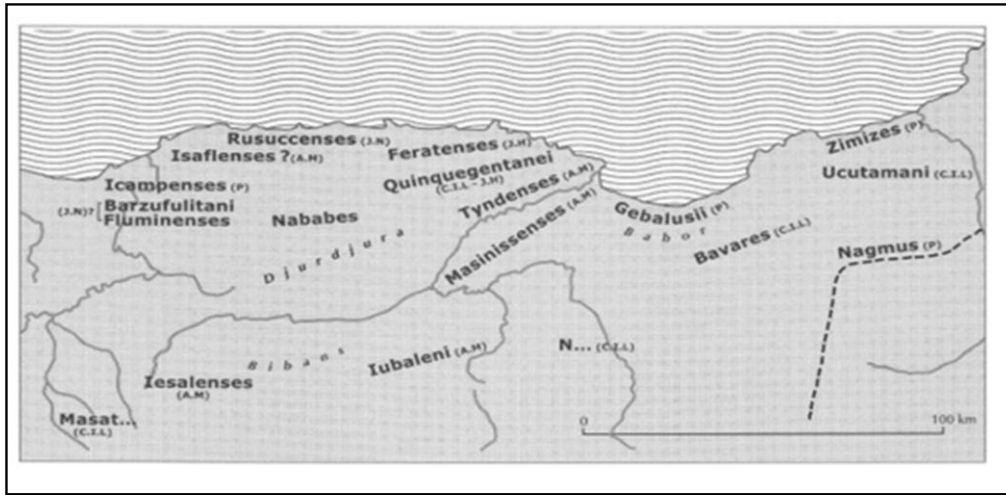 Rusuccenses (J.N)
Isaflenses ? (A.M)
Feratenses (J.H)
Zimizes (P)
Quinquegentanei
(C.I.L - J.H)
Icampenses (P)
Ucutamani (C.I.L)
(J.N)? [Barzufulitani
Fluminenses
Nababes
Tyndenses (A.M)
Gebalusii (P)
Babor
Masinissenses (A.M)
Bavares (C.I.L)
Djurdjura
Nagmus (P)
Bibans
Iubaleni (A.M)
N... (C.I.L)
Iesalenses
(A.M)
Masat...
(C.I.L)
0 100 km